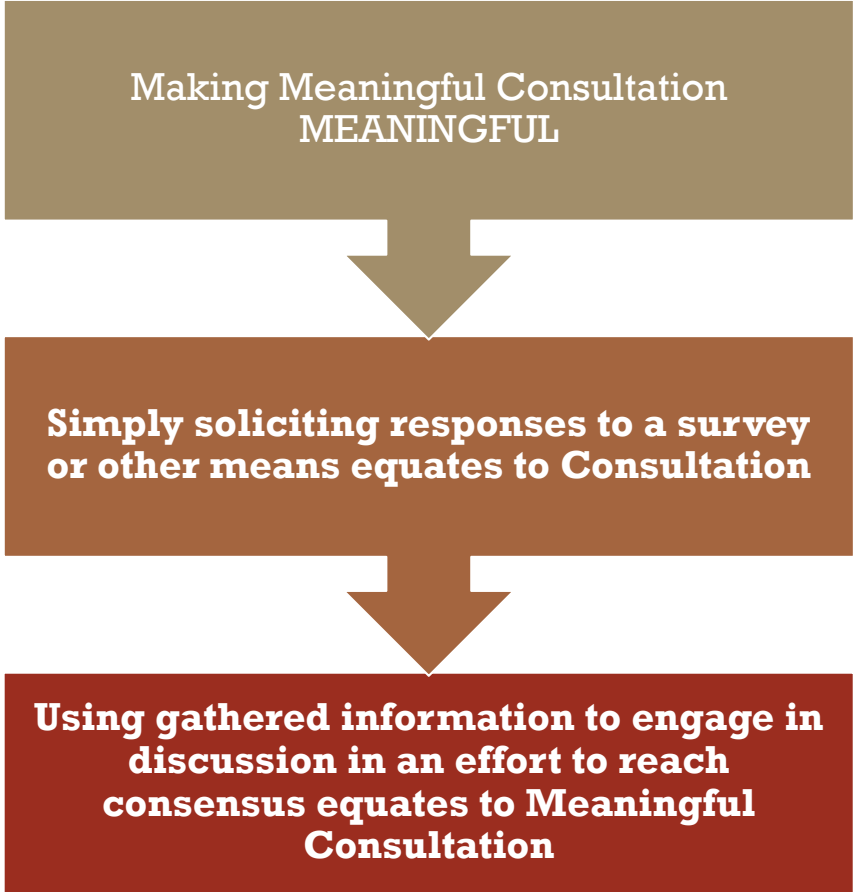 Making Meaningful Consultation
MEANINGFUL
Simply soliciting responses to a survey
or other means equates to Consultation
Using gathered information to engage in
discussion in an effort to reach
consensus equates to Meaningful
Consultation